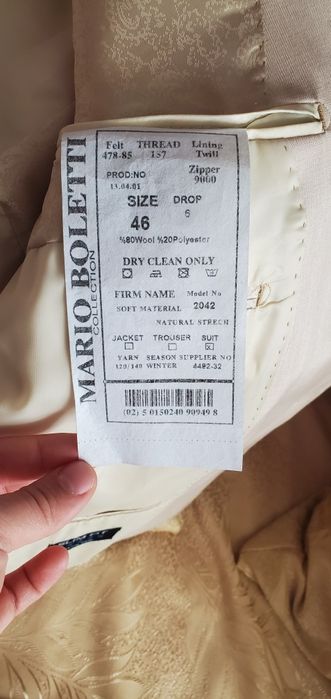 MARIO BOLETTI
COLLECTION
Felt THREAD Lining
478-85 157 Twill
PROD:NO Zipper
13.04.01 9000
SIZE DROP
46 6
%80Wool %20Polyester
DRY CLEAN ONLY
FIRM NAME Model No
SOFT MATERIAL 2042
NATURAL STRECH
JACKET TROUSER SUIT
YARN SEASON SUPPLIER NO
120/140 WINTER 4492-32
(02) 5 0150240 90949 8